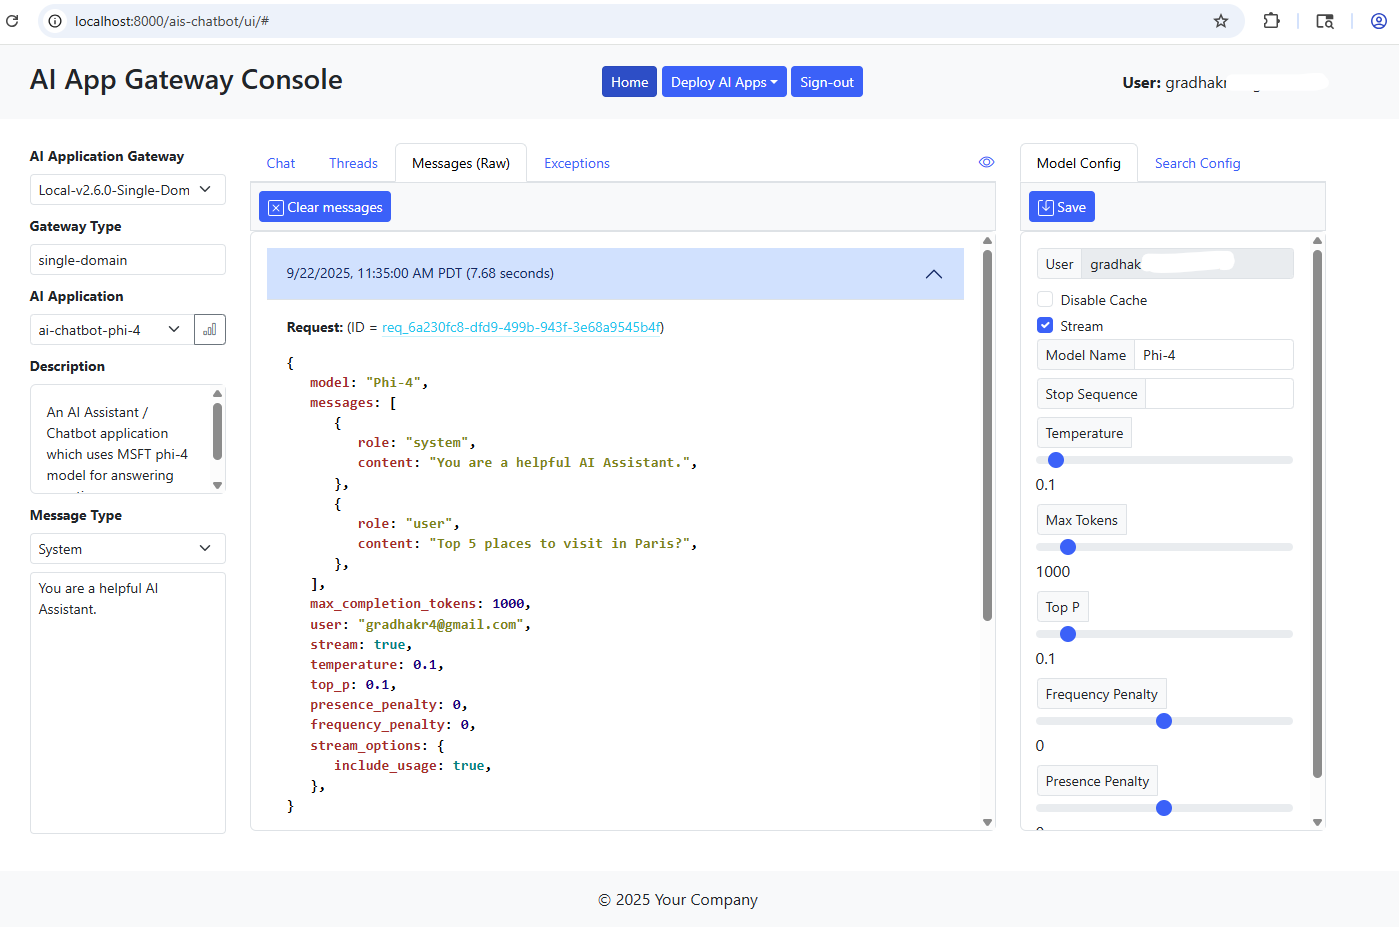 localhost:8000/ais-chatbot/ui/#
AI App Gateway Console
Home
Deploy AI Apps
Sign-out
User: gradhakr
AI Application Gateway
Local-v2.6.0-Single-Dom
Gateway Type
single-domain
AI Application
ai-chatbot-phi-4
Description
An AI Assistant /
Chatbot application
which uses MSFT phi-4
model for answering
Message Type
System
You are a helpful AI
Assistant.
Chat
Threads
Messages (Raw)
Exceptions
Clear messages
9/22/2025, 11:35:00 AM PDT (7.68 seconds)
Request: (ID = req_6a230fc8-dfd9-499b-943f-3e68a9545b4f)
{
model: "Phi-4",
messages: [
{
role: "system",
content: "You are a helpful AI Assistant.",
},
{
role: "user",
content: "Top 5 places to visit in Paris?",
},
],
max_completion_tokens: 1000,
user: "gradhakr4@gmail.com",
stream: true,
temperature: 0.1,
top_p: 0.1,
presence_penalty: 0,
frequency_penalty: 0,
stream_options: {
include_usage: true,
},
}
Model Config
Search Config
Save
User
gradhak
Disable Cache
Stream
Model Name
Phi-4
Stop Sequence
Temperature
0.1
Max Tokens
1000
Top P
0.1
Frequency Penalty
0
Presence Penalty
© 2025 Your Company